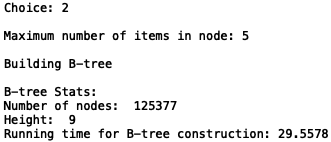 Choice: 2
Maximum number of items in node: 5
Building B-tree
B-tree Stats:
Number of nodes:  125377
Height:  9
Running time for B-tree construction: 29.5578